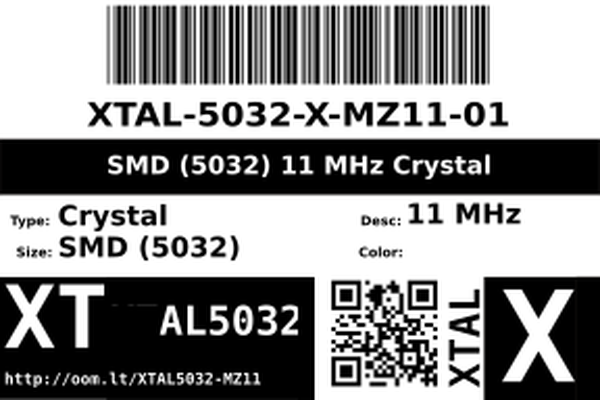 XTAL-5032-X-MZ11-01
SMD (5032) 11 MHz Crystal
Type: Crystal
Desc: 11 MHz
Size: SMD (5032)
Color:
XT AL5032
http://oom.lt/XTAL5032-MZ11
XTAL
X